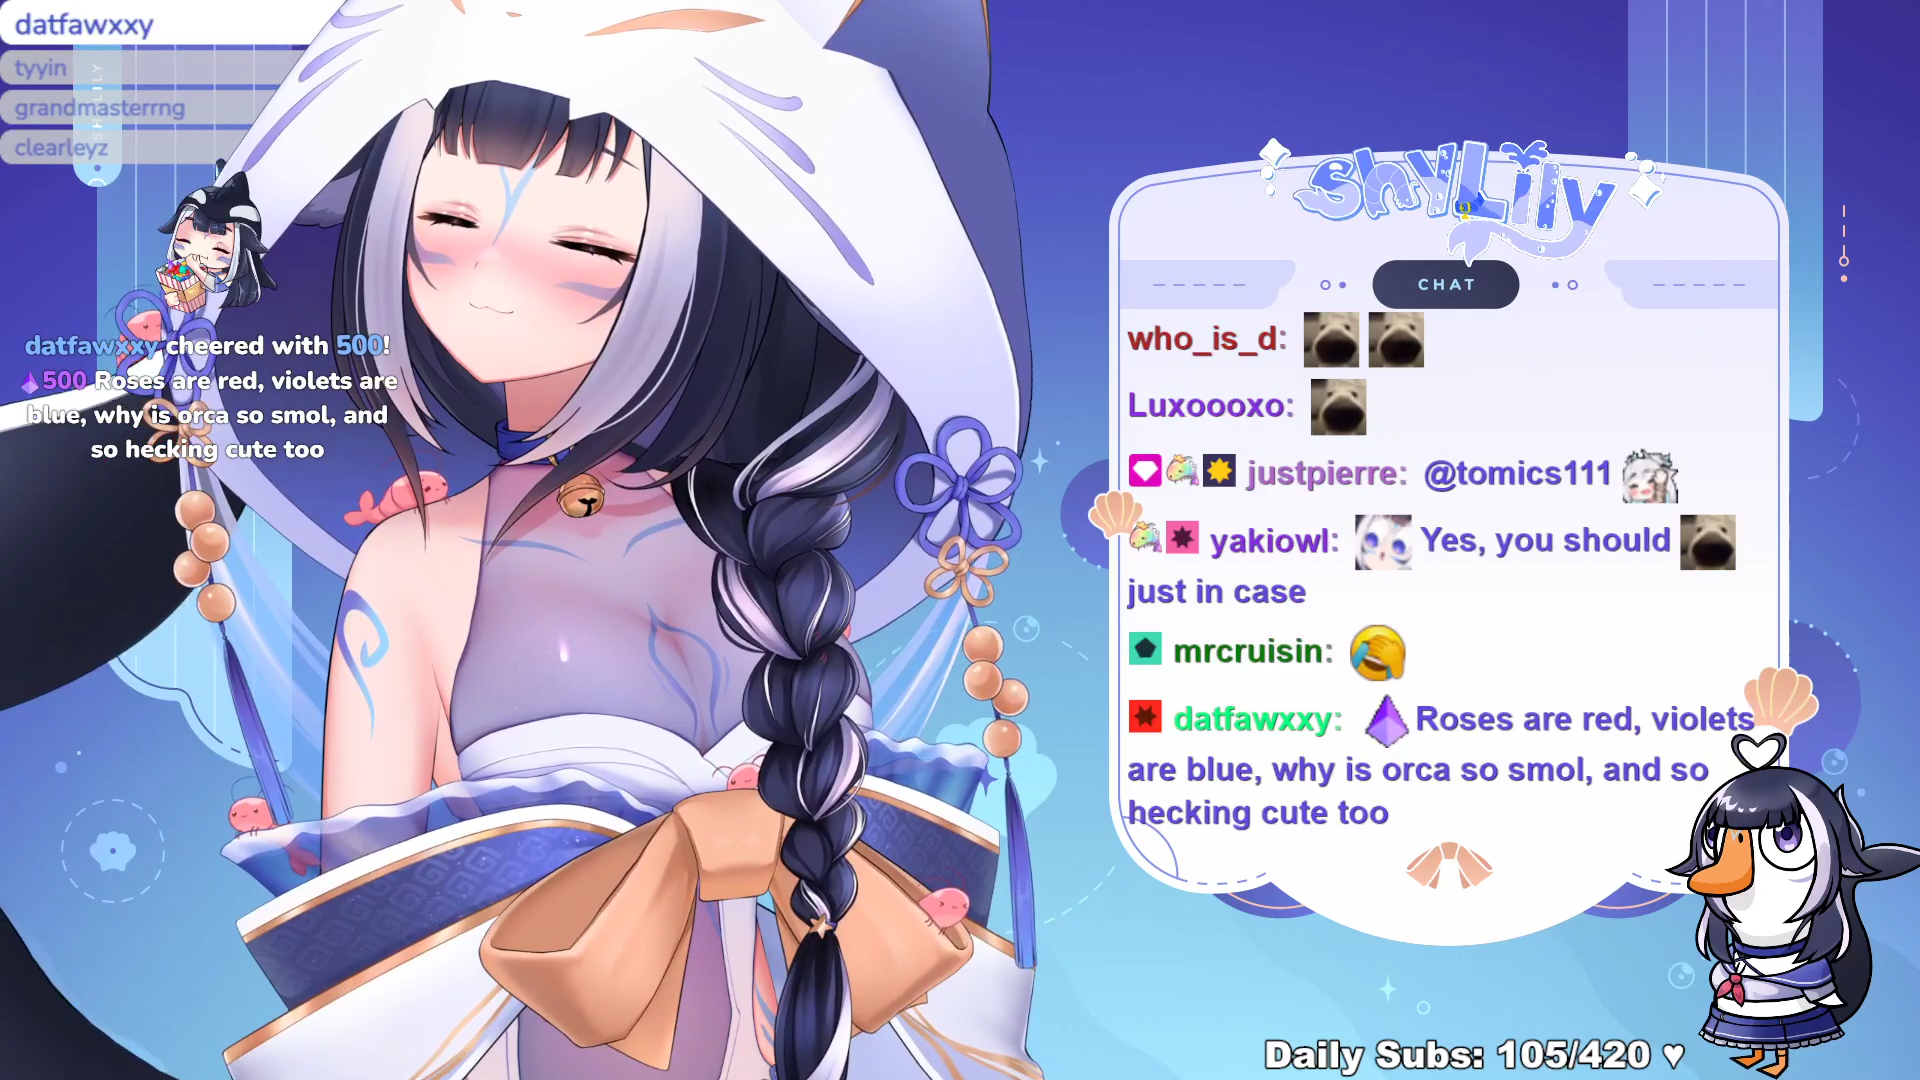 datfawxxy
tyyin
grandmasterrng
clearleyz
datfawxxy cheered with 500!
500 Roses are red, violets are
blue, why is orca so smol, and
so hecking cute too
shyLily
CHAT
who_is_d:
Luxoooxo:
justpierre: @tomics111
yakiowl: Yes, you should
just in case
mrcruisin:
datfawxxy: Roses are red, violets
are blue, why is orca so smol, and so
hecking cute too
Daily Subs: 105/420 ♥